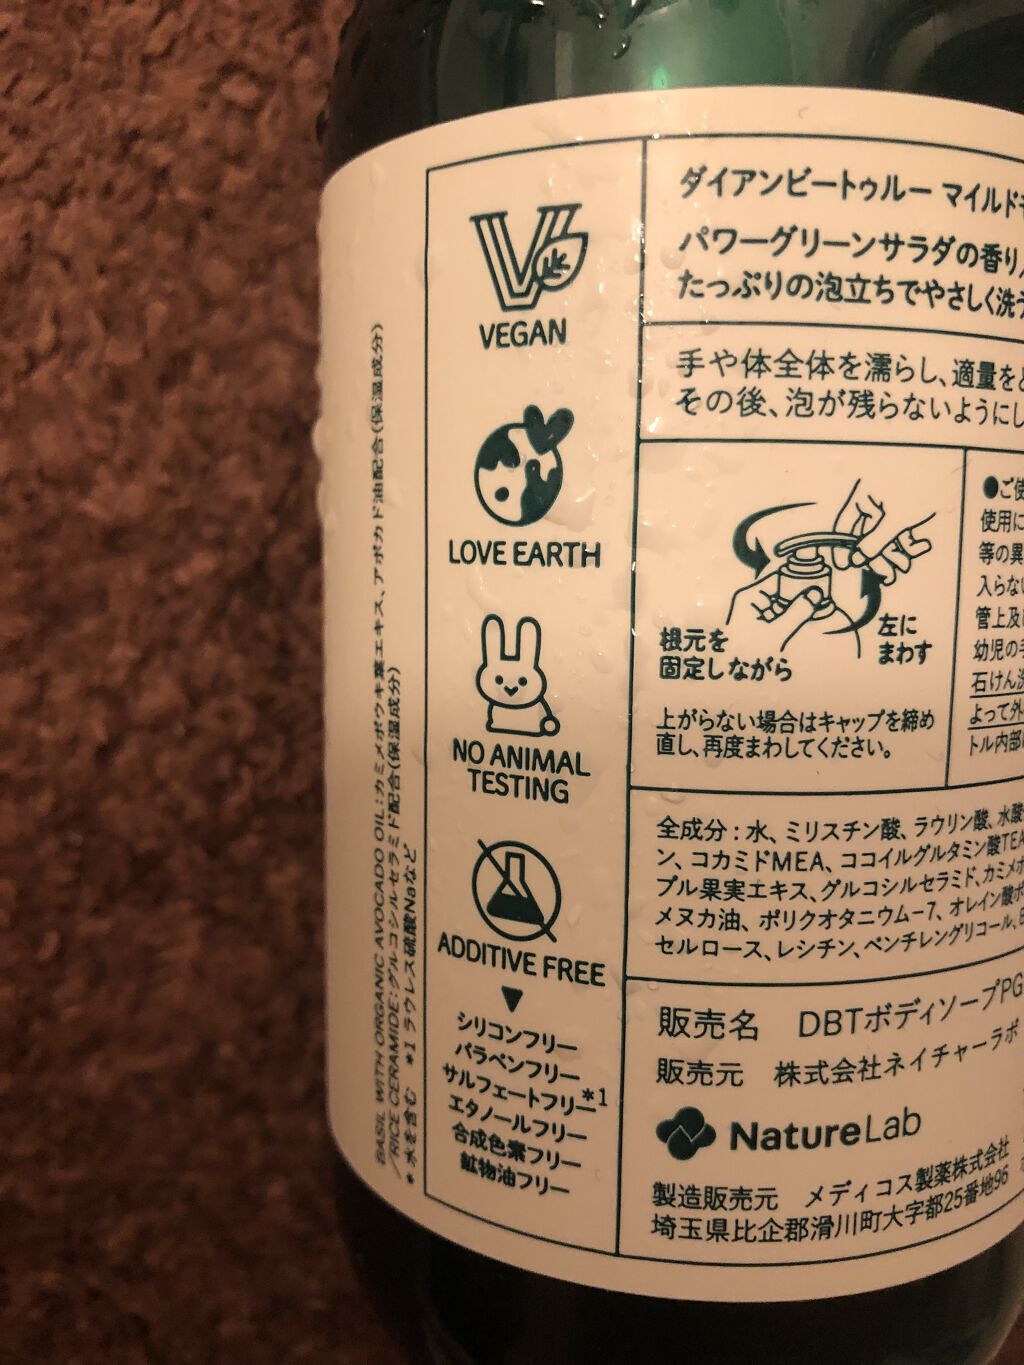 BASIL WITH ORGANIC AVOCADO OIL:カミメボウキ葉エキス、アボカド油配合(保湿成分)
／RICE CERAMIDE:グルコシルセラミド配合(保湿成分)
*水を含む *1 ラウレス硫酸Naなど
VEGAN
LOVE EARTH
NO ANIMAL
TESTING
ADDITIVE FREE
▼
シリコンフリー
パラベンフリー
サルフェートフリー*1
エタノールフリー
合成色素フリー
鉱物油フリー
ダイアンビートゥルー マイルド
パワーグリーンサラダの香り
たっぷりの泡立ちでやさしく洗
手や体全体を濡らし、適量を
その後、泡が残らないように
根元を
固定しながら
左に
まわす
上がらない場合はキャップを締め
直し、再度まわしてください。
●ご使
使用に
等の異
入らない
管上及び
幼児の手
石けん
よって外
トル内部
全成分 : 水、ミリスチン酸、ラウリン酸、水酸
ン、コカミドMEA、ココイルグルタミン酸TEA
プル果実エキス、グルコシルセラミド、カミメボ
メヌカ油、ポリクオタニウム-7、オレイン酸ポ
セルロース、レシチン、ペンチレングリコール、
販売名 DBTボディソープPG
販売元 株式会社ネイチャーラボ
NatureLab
製造販売元 メディコス製薬株式会社
埼玉県比企郡滑川町大字都25番地96